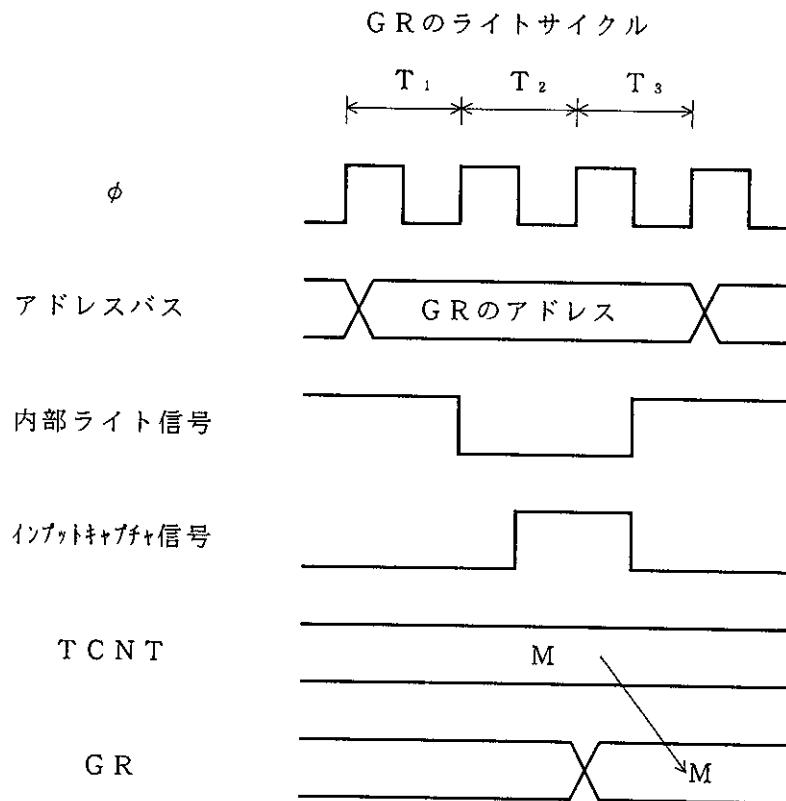 GRのライトサイクル
T₁ T₂ T₃
φ
アドレスバス GRのアドレス
内部ライト信号
インプットキャプチャ信号
TCNT M
GR M